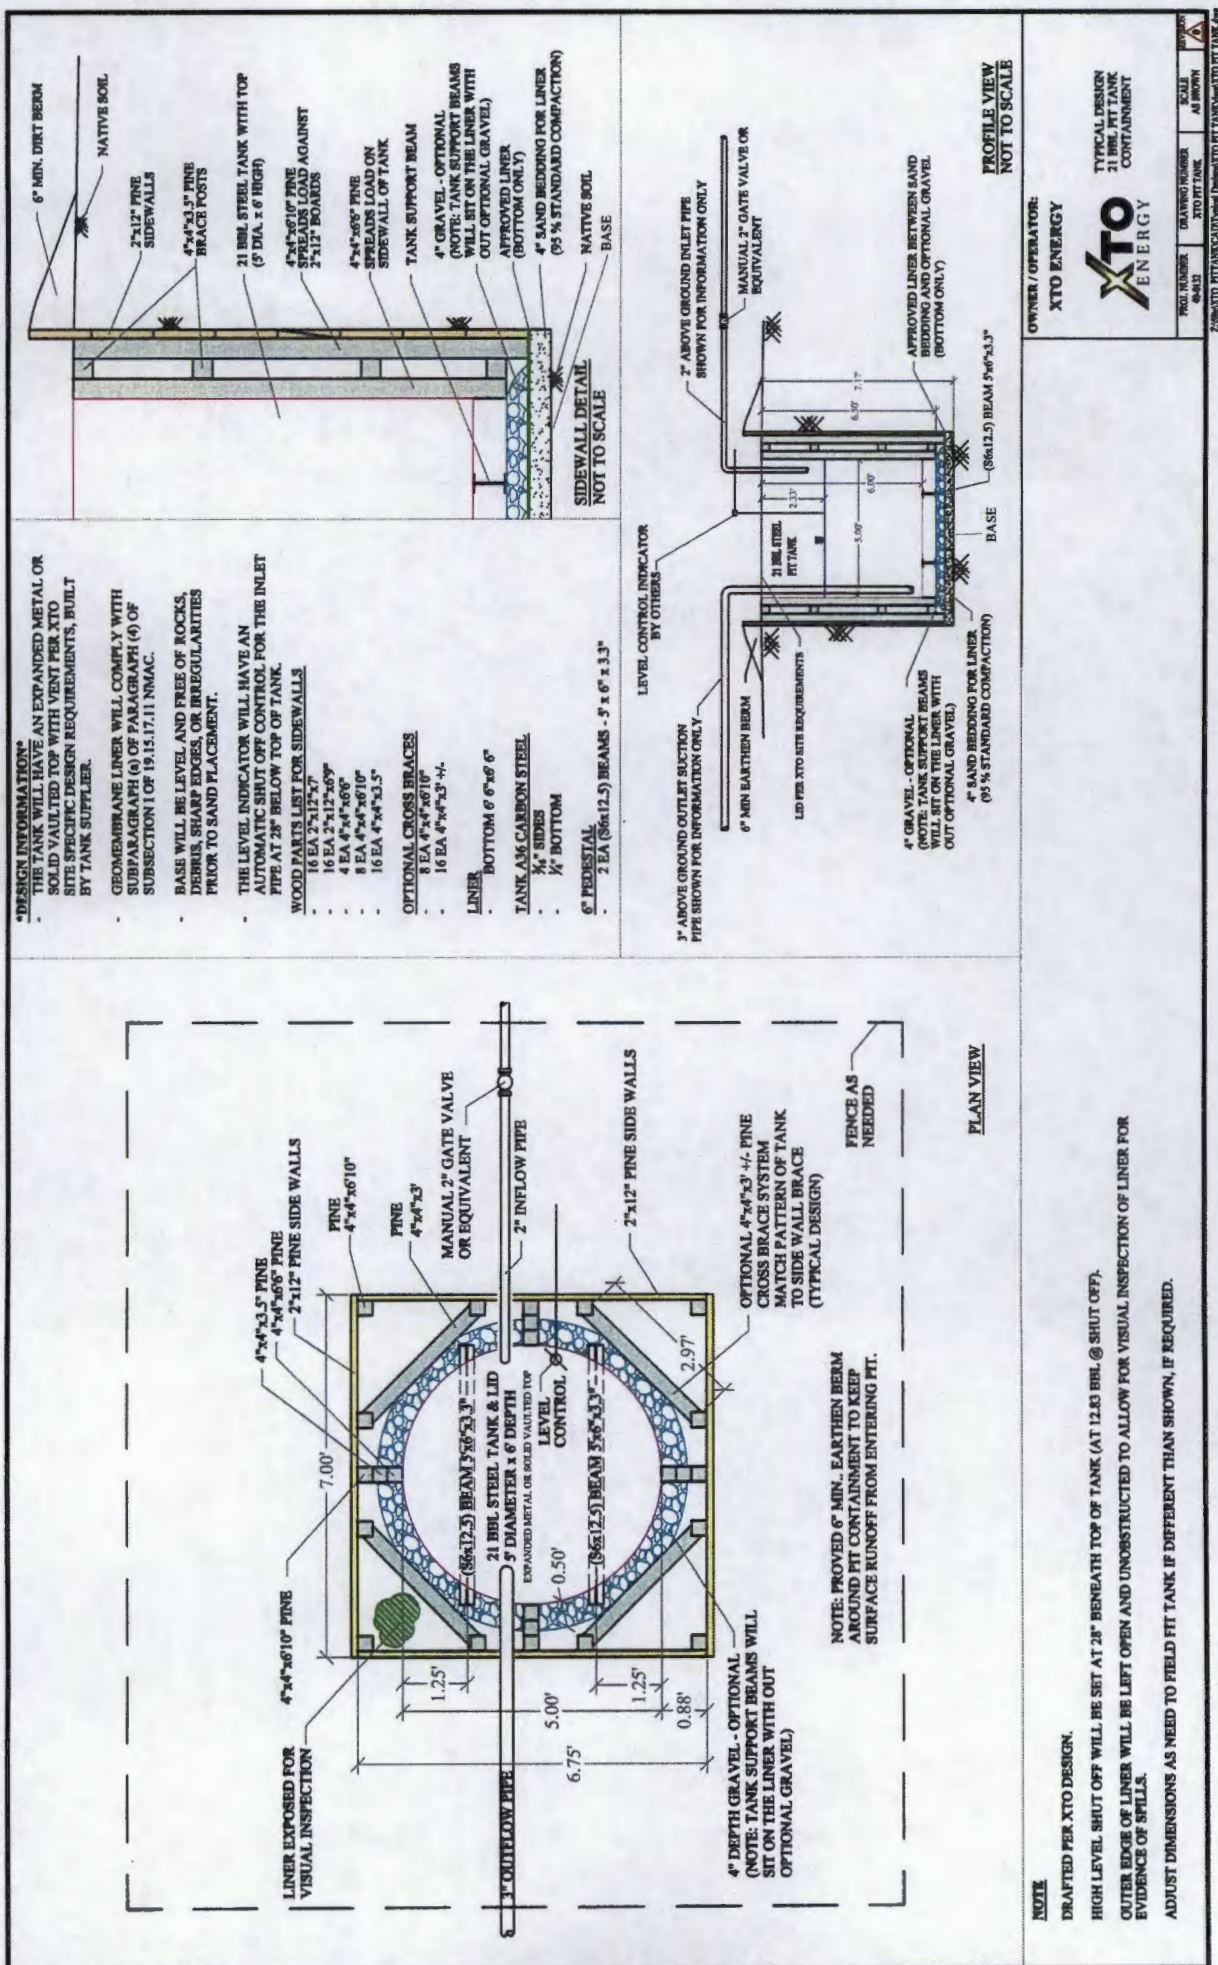 *DESIGN INFORMATION*
- THE TANK WILL HAVE AN EXPANDED METAL OR
SOLID VAULTED TOP WITH VENT PER XTO
SITE SPECIFIC DESIGN REQUIREMENTS, BUILT
BY TANK SUPPLIER.
- GEOMEMBRANE LINER WILL COMPLY WITH
SUBPARAGRAPH (a) OF PARAGRAPH (4) OF
SUBSECTION I OF 19.15.17.11 NMAC.
- BASE WILL BE LEVEL AND FREE OF ROCKS,
DEBRIS, SHARP EDGES, OR IRREGULARITIES
PRIOR TO SAND PLACEMENT.
- THE LEVEL INDICATOR WILL HAVE AN
AUTOMATIC SHUT OFF CONTROL FOR THE INLET
PIPE AT 28" BELOW TOP OF TANK.
WOOD PARTS LIST FOR SIDEWALLS
- 16 EA 2"x12"x7'
- 16 EA 2"x12"x6'9"
- 4 EA 4"x4"x6'6"
- 8 EA 4"x4"x6'10"
- 16 EA 4"x4"x3.5"
OPTIONAL CROSS BRACES
- 8 EA 4"x4"x6'10"
- 16 EA 4"x4"x3' +/-
LINER
- BOTTOM 6' 6"x6' 6"
TANK A36 CARBON STEEL
- SIDES
- ¼" BOTTOM
6" PEDESTAL
- 2 EA (S6x12.5) BEAMS - 5' x 6" x 3.3"
6" MIN. DIRT BERM
NATIVE SOIL
2"x12" PINE
SIDEWALLS
4"x4"x3.5" PINE
BRACE POSTS
21 BBL STEEL TANK WITH TOP
(5' DIA. x 6' HIGH)
4"x4"x6'10" PINE
SPREADS LOAD AGAINST
2"x12" BOARDS
4"x4"x6'6" PINE
SPREADS LOAD ON
SIDEWALL OF TANK
TANK SUPPORT BEAM
4" GRAVEL - OPTIONAL
(NOTE: TANK SUPPORT BEAMS
WILL SIT ON THE LINER WITH
OUT OPTIONAL GRAVEL)
APPROVED LINER
(BOTTOM ONLY)
4" SAND BEDDING FOR LINER
(95 % STANDARD COMPACTION)
NATIVE SOIL
BASE
SIDEWALL DETAIL
NOT TO SCALE
LINER EXPOSED FOR
VISUAL INSPECTION
4"x4"x6'10" PINE
7.00'
4"x4"x3.5" PINE
4"x4"x6'6" PINE
2"x12" PINE SIDE WALLS
PINE
4"x4"x6'10"
PINE
4"x4"x3'
MANUAL 2" GATE VALVE
OR EQUIVALENT
2" INFLOW PIPE
3" OUTFLOW PIPE
(S6x12.5) BEAM 5'x6"x3.3"
21 BBL STEEL TANK & LID
5' DIAMETER x 6' DEPTH
EXPANDED METAL OR SOLID VAULTED TOP
LEVEL
CONTROL
0.50'
(S6x12.5) BEAM 5'x6"x3.3"
1.25'
5.00'
1.25'
0.88'
6.75'
2.97'
2"x12" PINE SIDE WALLS
OPTIONAL 4"x4"x3' +/- PINE
CROSS BRACE SYSTEM
MATCH PATTERN OF TANK
TO SIDE WALL BRACE
(TYPICAL DESIGN)
4" DEPTH GRAVEL - OPTIONAL
(NOTE: TANK SUPPORT BEAMS WILL
SIT ON THE LINER WITH OUT
OPTIONAL GRAVEL)
NOTE: PROVED 6" MIN. EARTHEN BERM
AROUND PIT CONTAINMENT TO KEEP
SURFACE RUNOFF FROM ENTERING PIT.
FENCE AS
NEEDED
PLAN VIEW
3" ABOVE GROUND OUTLET SUCTION
PIPE SHOWN FOR INFORMATION ONLY
LEVEL CONTROL INDICATOR
BY OTHERS
2" ABOVE GROUND INLET PIPE
SHOWN FOR INFORMATION ONLY
MANUAL 2" GATE VALVE OR
EQUIVALENT
6" MIN EARTHEN BERM
LID PER XTO SITE REQUIREMENTS
21 BBL STEEL
PIT TANK
2.33'
5.00'
6.00'
6.50'
7.17'
4" GRAVEL - OPTIONAL
(NOTE: TANK SUPPORT BEAMS
WILL SIT ON THE LINER WITH
OUT OPTIONAL GRAVEL)
4" SAND BEDDING FOR LINER
(95 % STANDARD COMPACTION)
BASE
(S6x12.5) BEAM 5'x6"x3.3"
APPROVED LINER BETWEEN SAND
BEDDING AND OPTIONAL GRAVEL
(BOTTOM ONLY)
PROFILE VIEW
NOT TO SCALE
NOTE
DRAFTED PER XTO DESIGN.
HIGH LEVEL SHUT OFF WILL BE SET AT 28" BENEATH TOP OF TANK (AT 12.83 BBL @ SHUT OFF).
OUTER EDGE OF LINER WILL BE LEFT OPEN AND UNOBSTRUCTED TO ALLOW FOR VISUAL INSPECTION OF LINER FOR
EVIDENCE OF SPILLS.
ADJUST DIMENSIONS AS NEED TO FIELD FIT TANK IF DIFFERENT THAN SHOWN, IF REQUIRED.
OWNER / OPERATOR:
XTO ENERGY
XTO
ENERGY
TYPICAL DESIGN
21 BBL PIT TANK
CONTAINMENT
PROJ. NUMBER
DRAWING NUMBER
XTO PIT TANK
SCALE
AS SHOWN
REVISION